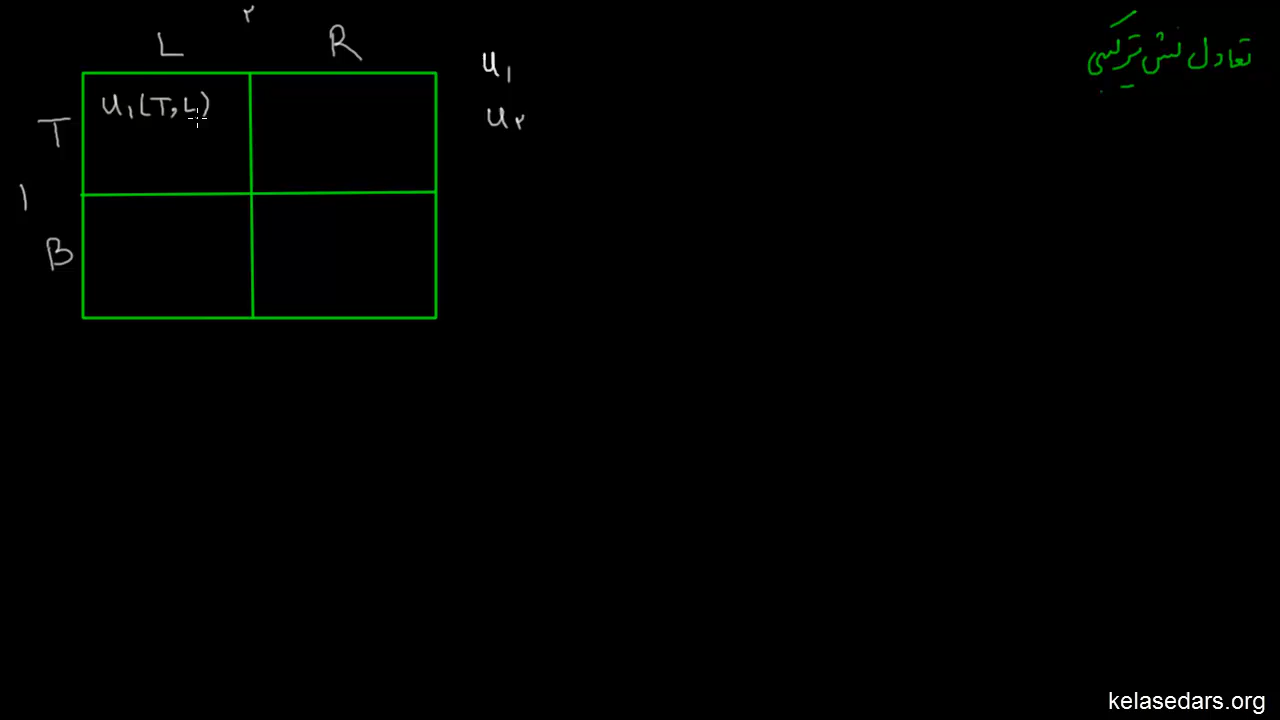 تعادل نش ترکیبی
۲
L R
u۱
u۲
T u۱(T,L)
۱
B
kelasedars.org